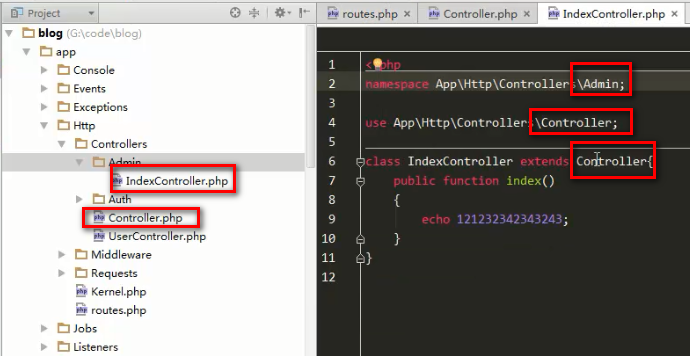 Project
blog (G:\code\blog)
app
Console
Events
Exceptions
Http
Controllers
Admin
IndexController.php
Auth
Controller.php
UserController.php
Middleware
Requests
Kernel.php
routes.php
Jobs
Listeners
routes.php × Controller.php × IndexController.php ×
1 <?php
2 namespace App\Http\Controllers\Admin;
3
4 use App\Http\Controllers\Controller;
5
6 class IndexController extends Controller{
7 public function index()
8 {
9 echo 121232342343243;
10 }
11 }
12